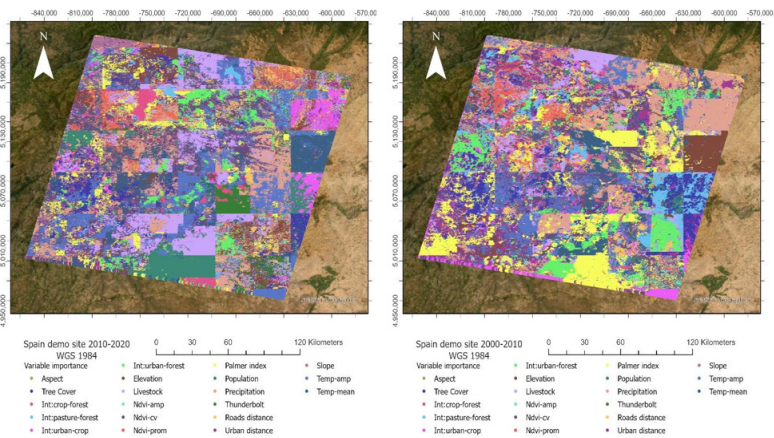 -840,000 -810,000 -780,000 -750,000 -720,000 -690,000 -660,000 -630,000 -600,000 -570,00
N
5,190,000
5,130,000
5,070,000
5,010,000
4,950,000
Spain demo site 2010-2020
WGS 1984
0 30 60 120 Kilometers
Variable importance
Aspect
Tree Cover
Int:crop-forest
Int:pasture-forest
Int:urban-crop
Int:urban-forest
Elevation
Livestock
Ndvi-amp
Ndvi-cv
Ndvi-prom
Palmer index
Population
Precipitation
Thunderbolt
Roads distance
Urban distance
Slope
Temp-amp
Temp-mean
-840,000 -810,000 -780,000 -750,000 -720,000 -690,000 -660,000 -630,000 -600,000 -570,000
N
5,190,000
5,130,000
5,070,000
5,010,000
4,950,000
Spain demo site 2000-2010
WGS 1984
0 30 60 120 Kilometers
Variable importance
Aspect
Tree Cover
Int:crop-forest
Int:pasture-forest
Int:urban-crop
Int:urban-forest
Elevation
Livestock
Ndvi-amp
Ndvi-cv
Ndvi-prom
Palmer index
Population
Precipitation
Thunderbolt
Roads distance
Urban distance
Slope
Temp-amp
Temp-mean